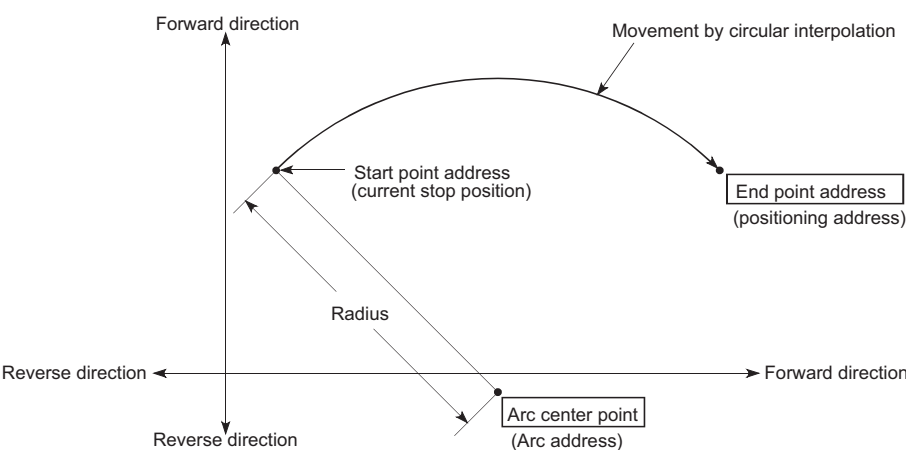 Forward direction
Movement by circular interpolation
Start point address
(current stop position)
End point address
(positioning address)
Radius
Reverse direction
Forward direction
Arc center point
(Arc address)
Reverse direction